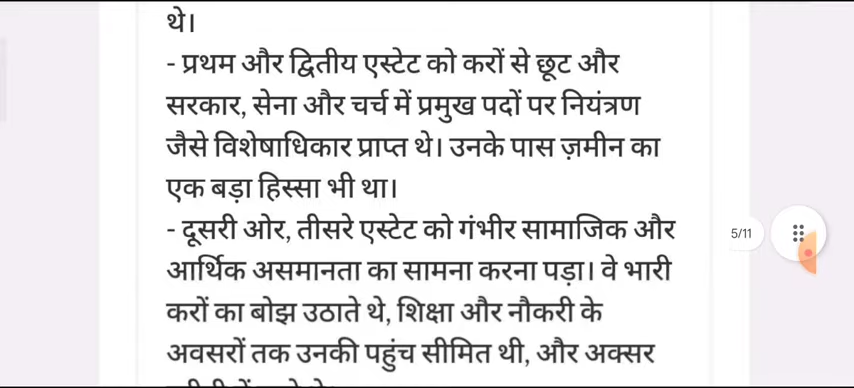 थे।
- प्रथम और द्वितीय एस्टेट को करों से छूट और
सरकार, सेना और चर्च में प्रमुख पदों पर नियंत्रण
जैसे विशेषाधिकार प्राप्त थे। उनके पास ज़मीन का
एक बड़ा हिस्सा भी था।
- दूसरी ओर, तीसरे एस्टेट को गंभीर सामाजिक और
5/11
आर्थिक असमानता का सामना करना पड़ा। वे भारी
करों का बोझ उठाते थे, शिक्षा और नौकरी के
अवसरों तक उनकी पहुंच सीमित थी, और अक्सर